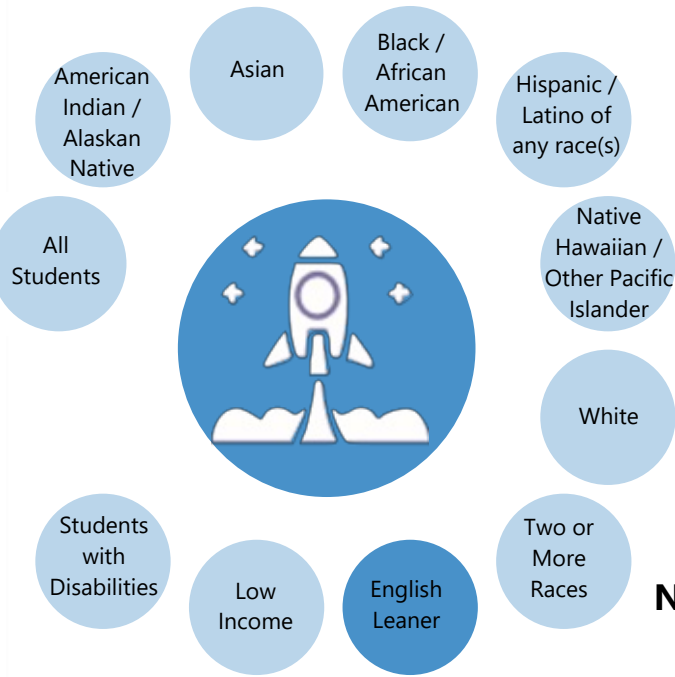 Black /
African
American
Asian
American
Indian /
Alaskan
Native
Hispanic /
Latino of
any race(s)
All
Students
Native
Hawaiian /
Other Pacific
Islander
White
Students
with
Disabilities
Low
Income
English
Leaner
Two or
More
Races
N